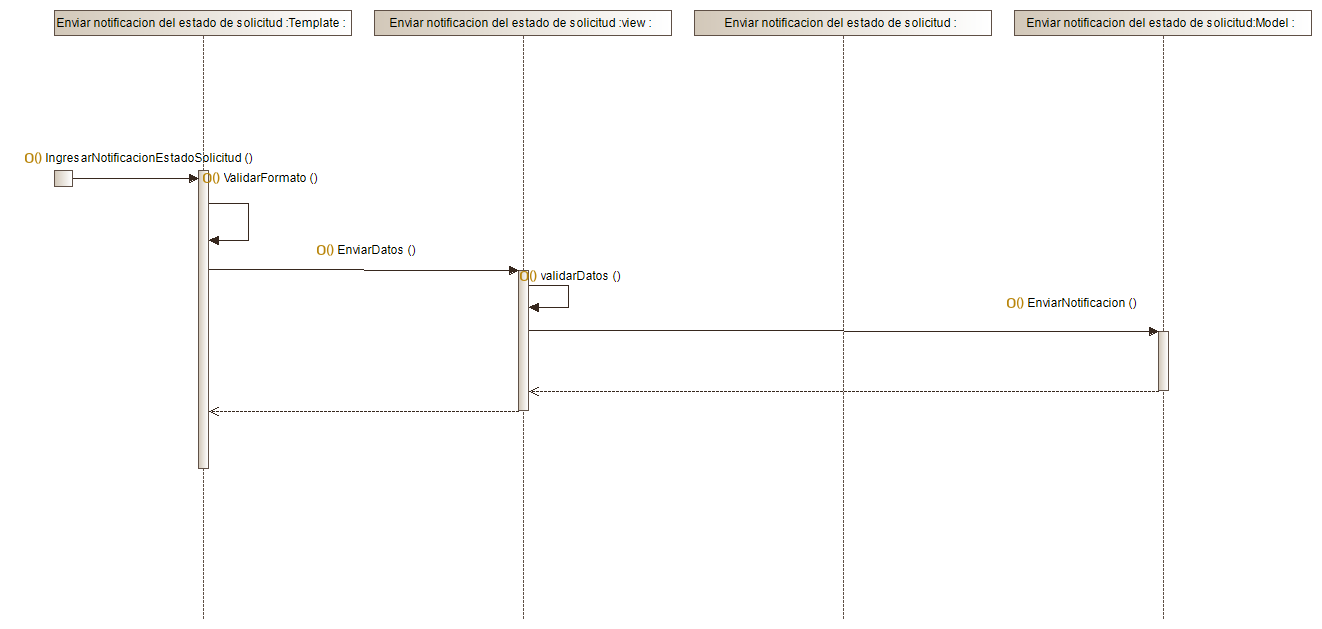 Enviar notificacion del estado de solicitud :Template :
Enviar notificacion del estado de solicitud :view :
Enviar notificacion del estado de solicitud :
Enviar notificacion del estado de solicitud:Model :
O() IngresarNotificacionEstadoSolicitud ()
O() ValidarFormato ()
O() EnviarDatos ()
O() validarDatos ()
O() EnviarNotificacion ()